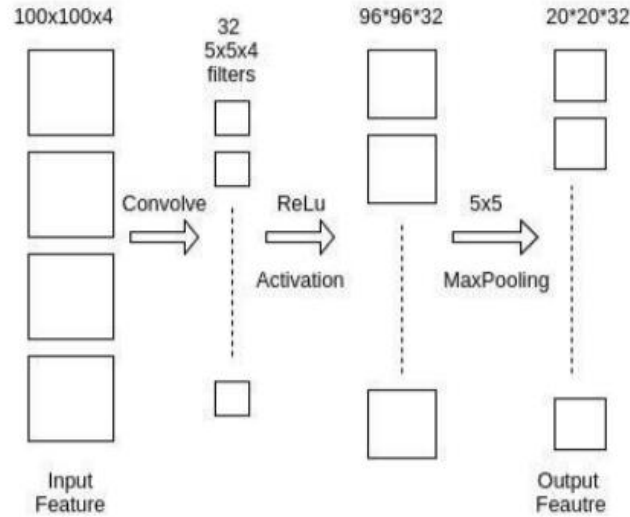 100x100x4
32
5x5x4
filters
96*96*32
20*20*32
Convolve
ReLu
Activation
5x5
MaxPooling
Input
Feature
Output
Feautre